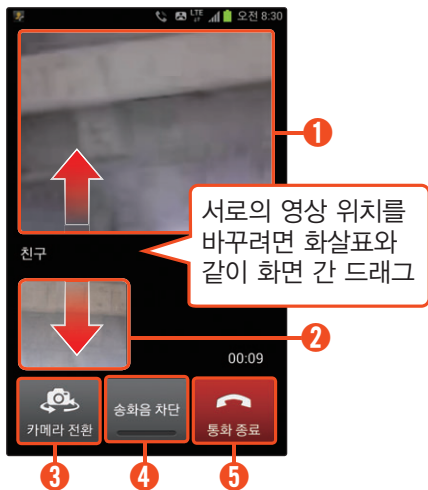 LTE 오전 8:30
1
서로의 영상 위치를
바꾸려면 화살표와
같이 화면 간 드래그
친구
2
00:09
카메라 전환
송화음 차단
통화 종료
3
4
5